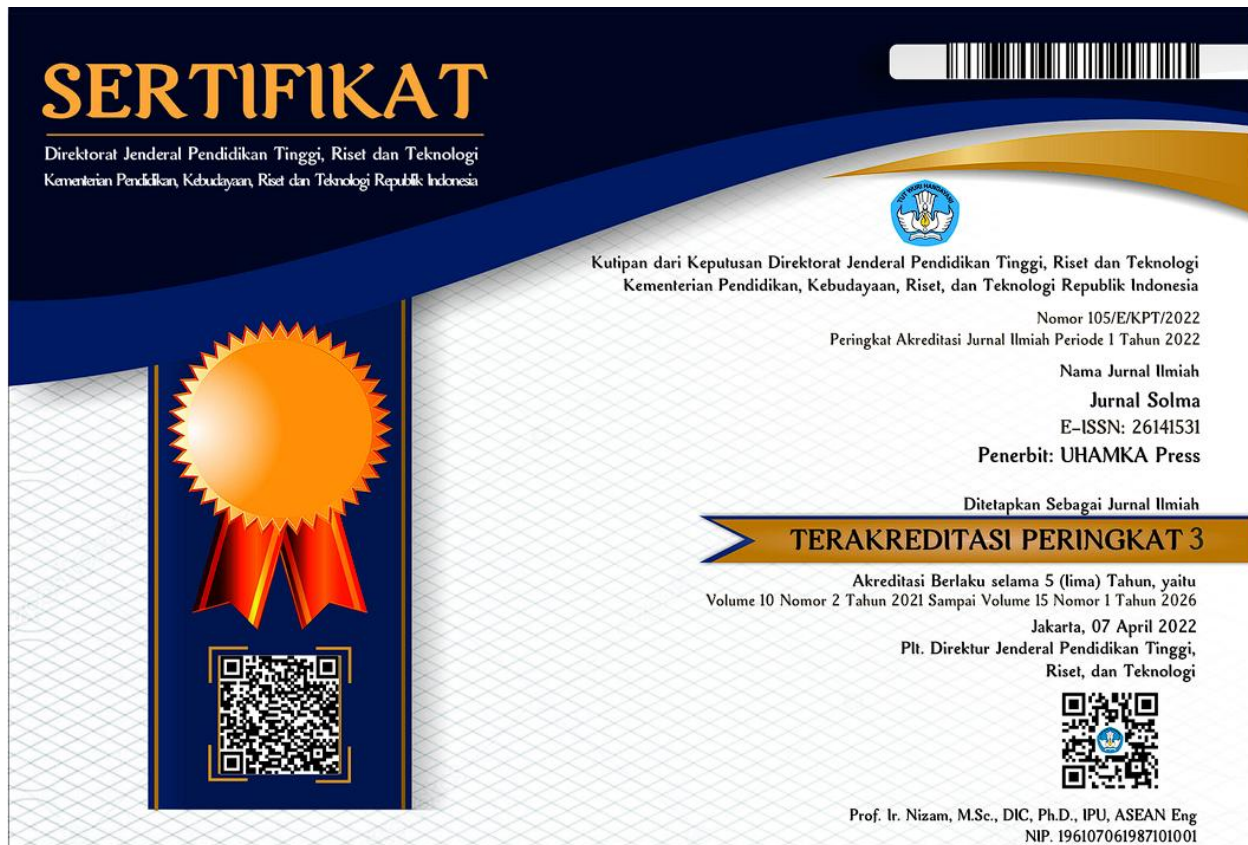 SERTIFIKAT
Direktorat Jenderal Pendidikan Tinggi, Riset dan Teknologi
Kementerian Pendidikan, Kebudayaan, Riset dan Teknologi Republik Indonesia
TUT WURI HANDAYANI
Kutipan dari Keputusan Direktorat Jenderal Pendidikan Tinggi, Riset dan Teknologi
Kementerian Pendidikan, Kebudayaan, Riset, dan Teknologi Republik Indonesia
Nomor 105/E/KPT/2022
Peringkat Akreditasi Jurnal Ilmiah Periode 1 Tahun 2022
Nama Jurnal Ilmiah
Jurnal Solma
E-ISSN: 26141531
Penerbit: UHAMKA Press
Ditetapkan Sebagai Jurnal Ilmiah
TERAKREDITASI PERINGKAT 3
Akreditasi Berlaku selama 5 (lima) Tahun, yaitu
Volume 10 Nomor 2 Tahun 2021 Sampai Volume 15 Nomor 1 Tahun 2026
Jakarta, 07 April 2022
Plt. Direktur Jenderal Pendidikan Tinggi,
Riset, dan Teknologi
Prof. Ir. Nizam, M.Sc., DIC, Ph.D., IPU, ASEAN Eng
NIP. 196107061987101001